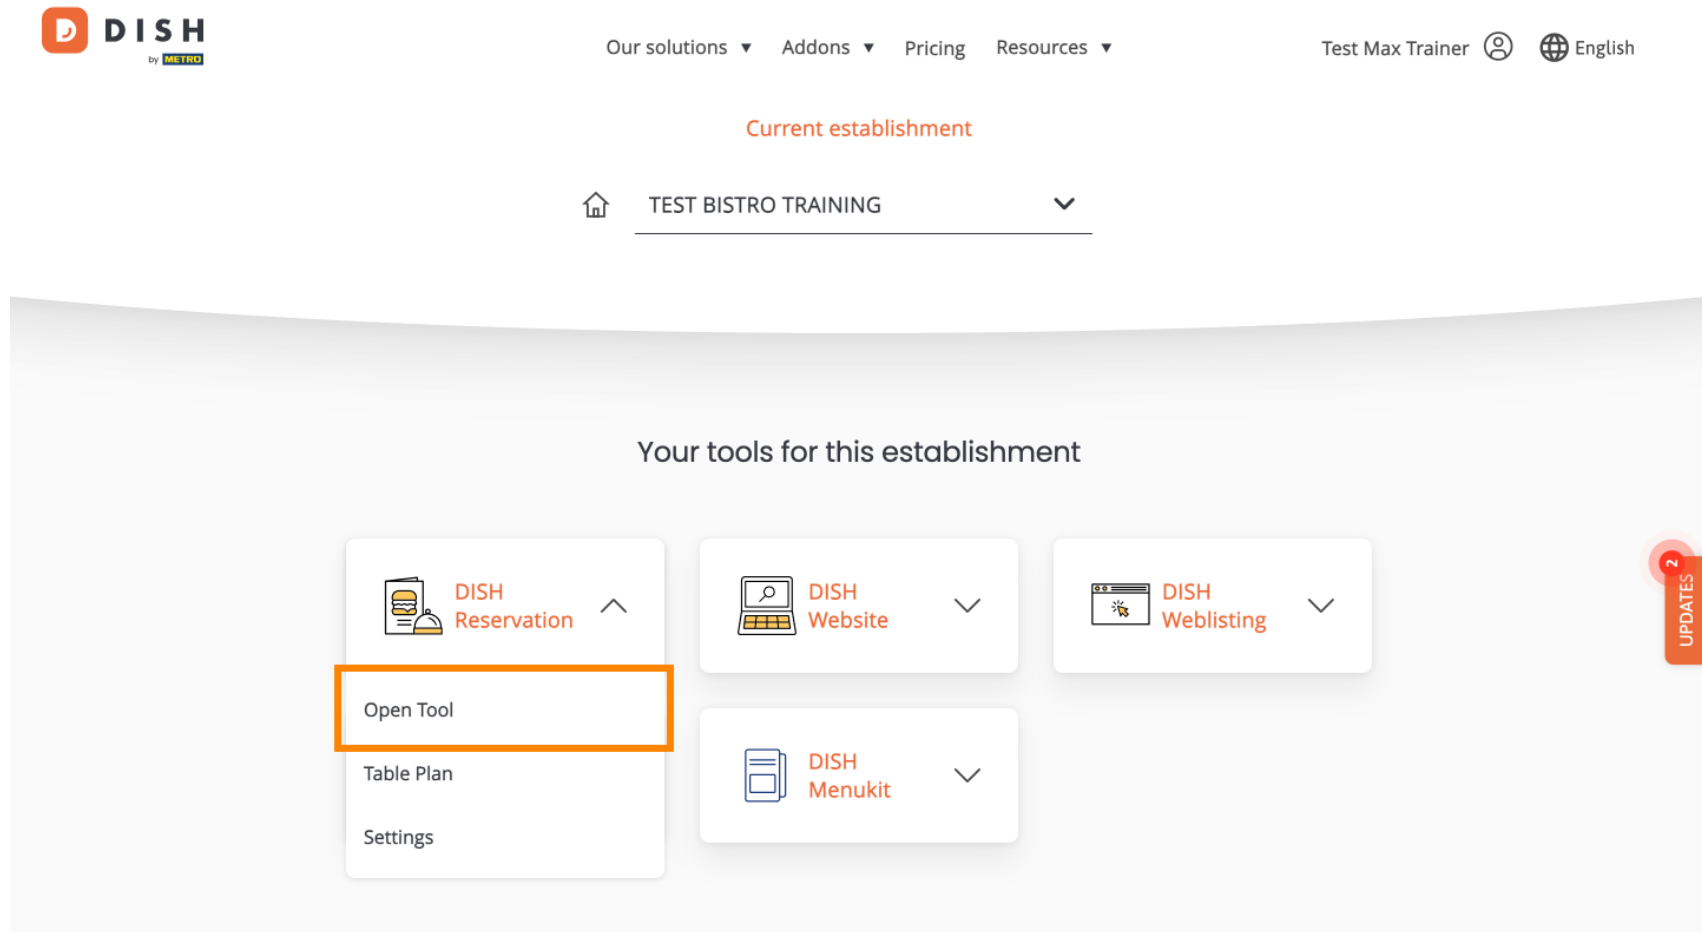 DISH
by METRO
Our solutions ▼ Addons ▼ Pricing Resources ▼
Test Max Trainer
English
Current establishment
TEST BISTRO TRAINING
Your tools for this establishment
DISH
Reservation
DISH
Website
DISH
Weblisting
2
UPDATES
Open Tool
Table Plan
Settings
DISH
Menukit